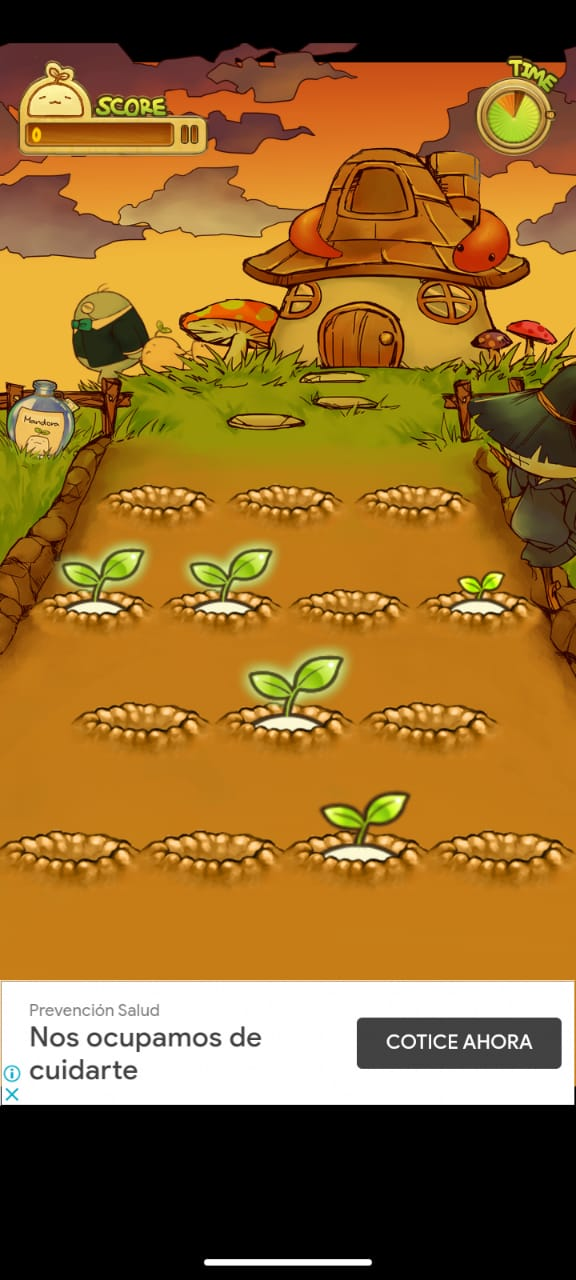 TIME
SCORE
0
Mandora
Prevención Salud
Nos ocupamos de
cuidarte
COTICE AHORA